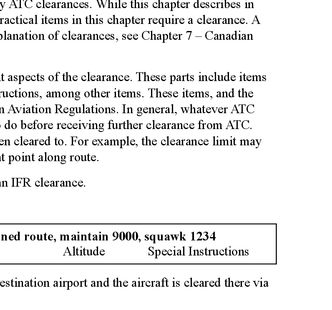 y ATC clearances. While this chapter describes in
ractical items in this chapter require a clearance. A
planation of clearances, see Chapter 7 – Canadian
t aspects of the clearance. These parts include items
ructions, among other items. These items, and the
n Aviation Regulations. In general, whatever ATC
o do before receiving further clearance from ATC.
en cleared to. For example, the clearance limit may
t point along route.
an IFR clearance.
ned route, maintain 9000, squawk 1234
Altitude Special Instructions
estination airport and the aircraft is cleared there via